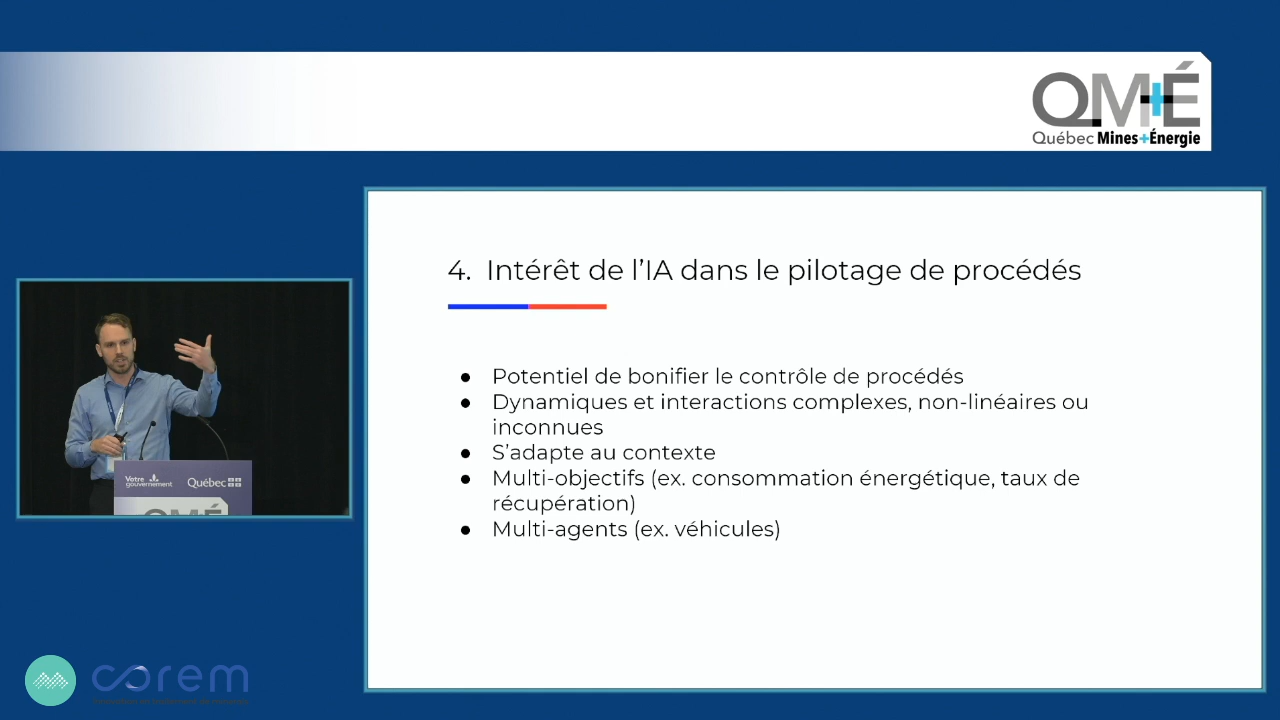 QM+É
Québec Mines+Énergie
4. Intérêt de l'IA dans le pilotage de procédés
● Potentiel de bonifier le contrôle de procédés
● Dynamiques et interactions complexes, non-linéaires ou
inconnues
● S'adapte au contexte
● Multi-objectifs (ex. consommation énergétique, taux de
récupération)
● Multi-agents (ex. véhicules)
Votre
gouvernement
Québec
QMÉ
corem